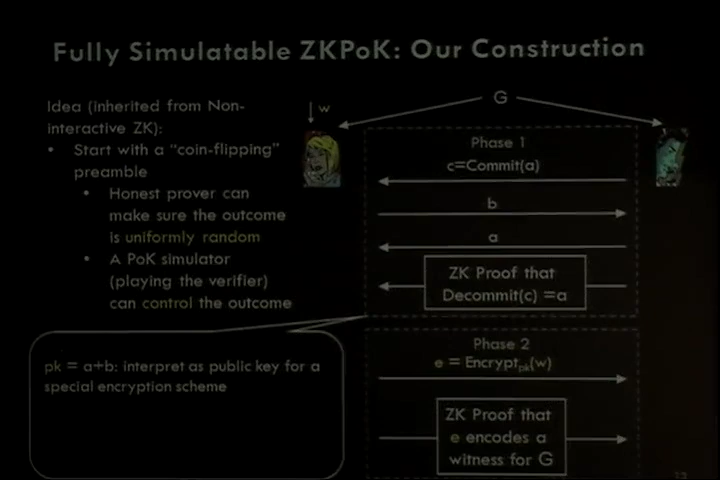 Fully Simulatable ZKPoK: Our Construction
Idea (inherited from Non-
interactive ZK):
• Start with a "coin-flipping"
preamble
• Honest prover can
make sure the outcome
is uniformly random
• A PoK simulator
(playing the verifier)
can control the outcome
w
G
Phase 1
c=Commit(a)
b
a
ZK Proof that
Decommit(c) =a
pk = a+b: interpret as public key for a
special encryption scheme
Phase 2
e = Encrypt_pk(w)
ZK Proof that
e encodes a
witness for G
13